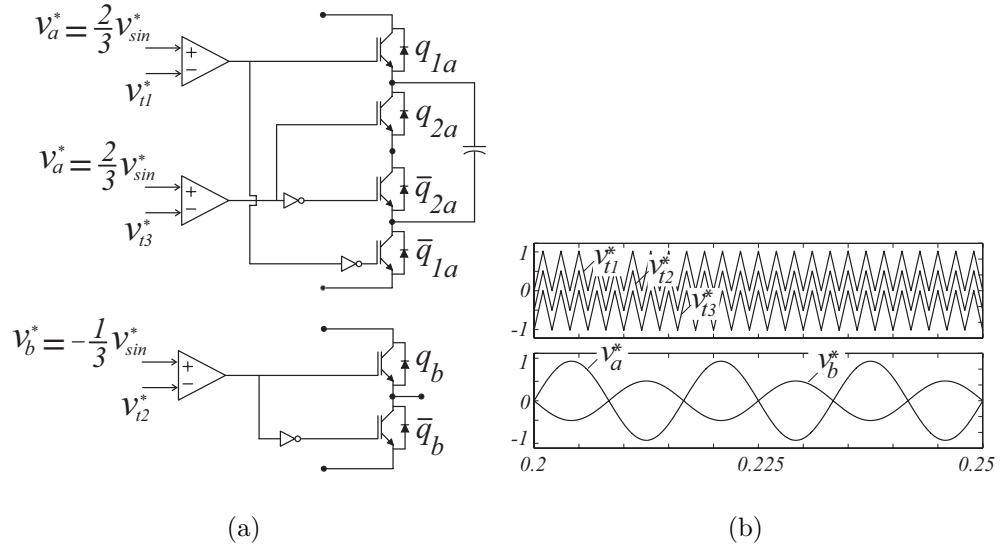 v*a = 2/3 v*sin
+
−
v*t1
q1a
q2a
v*a = 2/3 v*sin
+
−
v*t3
q̄2a
q̄1a
v*b = -1/3 v*sin
+
−
v*t2
qb
q̄b
(a)
1
0
-1
v*t1
v*t2
v*t3
1
0
-1
v*a
v*b
0.2
0.225
0.25
(b)